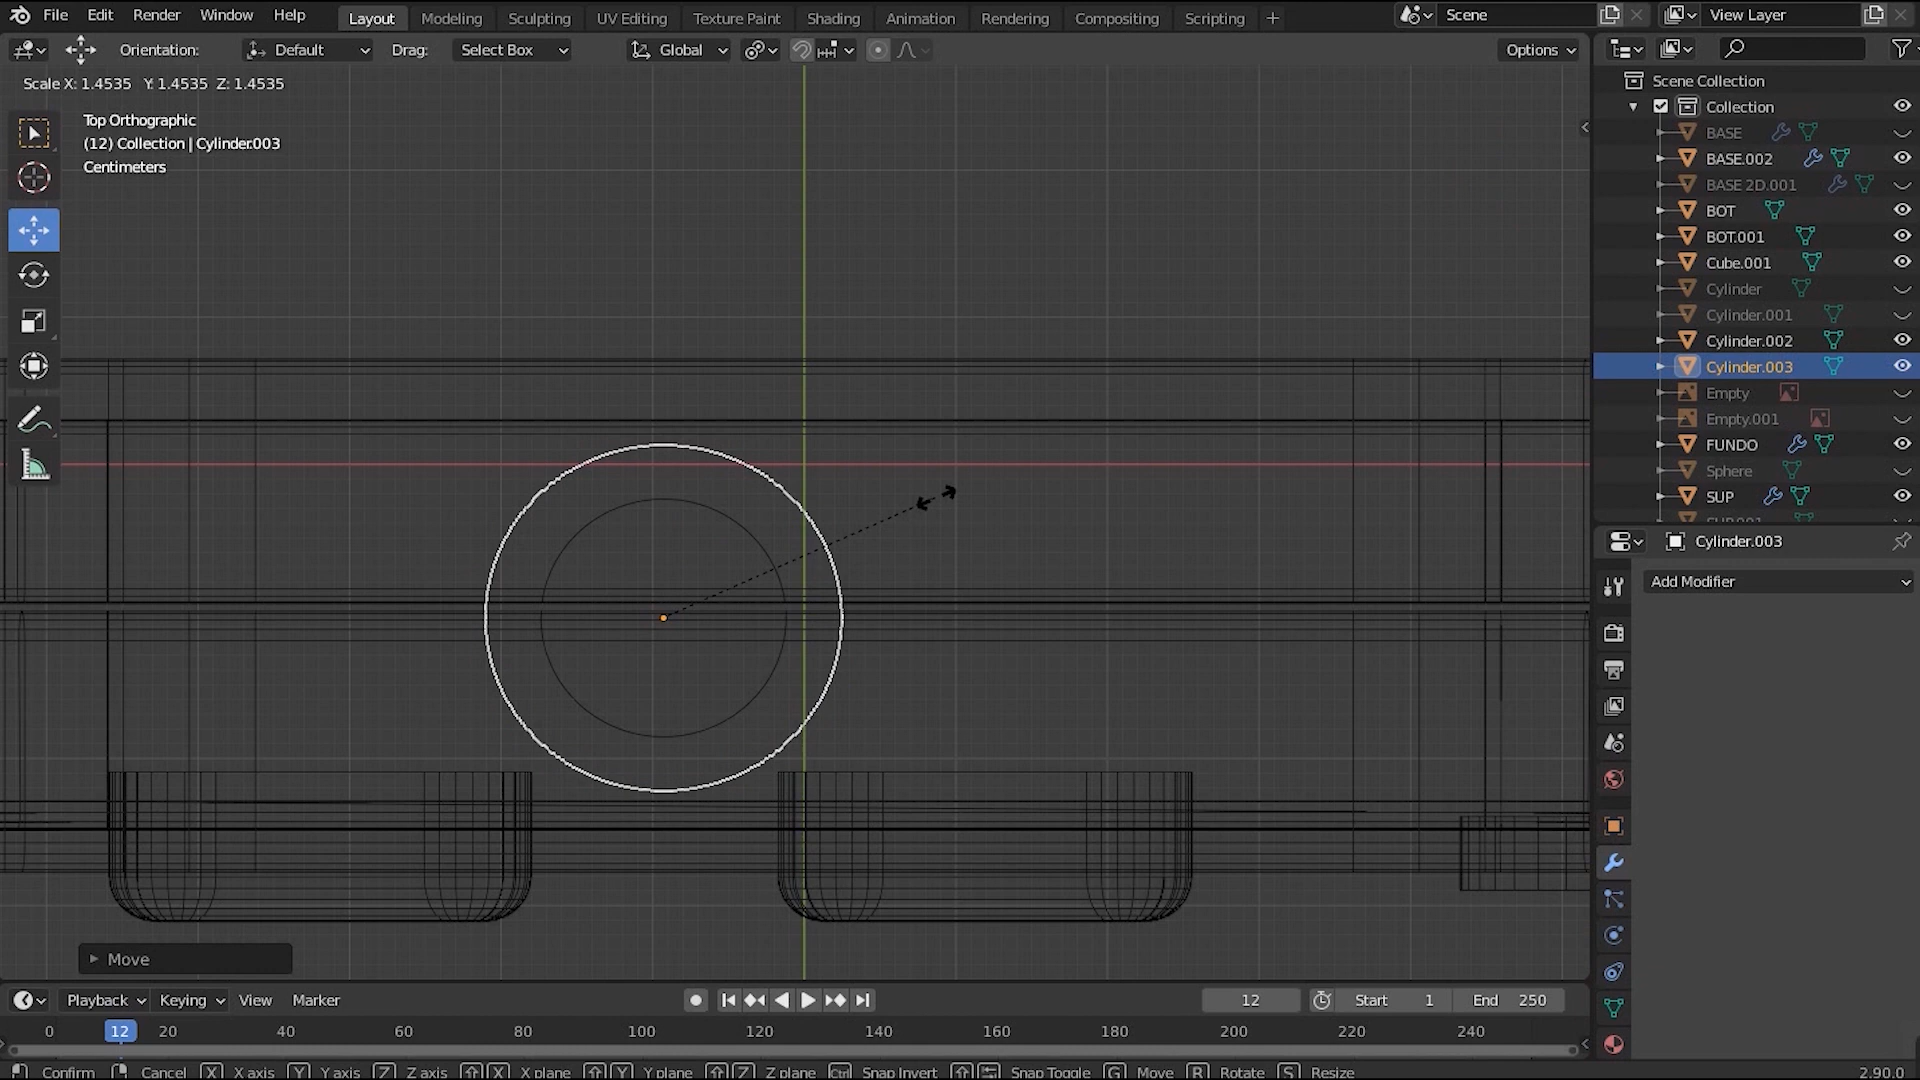 File Edit Render Window Help Layout Modeling Sculpting UV Editing Texture Paint Shading Animation Rendering Compositing Scripting + Scene View Layer
Orientation: Default Drag: Select Box Global Options
Scale X: 1.4535 Y: 1.4535 Z: 1.4535
Top Orthographic
(12) Collection | Cylinder.003
Centimeters
Scene Collection
Collection
BASE
BASE.002
BASE 2D.001
BOT
BOT.001
Cube.001
Cylinder
Cylinder.001
Cylinder.002
Cylinder.003
Empty
Empty.001
FUNDO
Sphere
SUP
Cylinder.003
Add Modifier
Move
Playback Keying View Marker 12 Start 1 End 250
0 12 20 40 60 80 100 120 140 160 180 200 220 240
Confirm Cancel X X axis Y Y axis Z Z axis X X plane Y Y plane Z Z plane Ctrl Snap Invert Snap Toggle G Move R Rotate S Resize 2.90.0